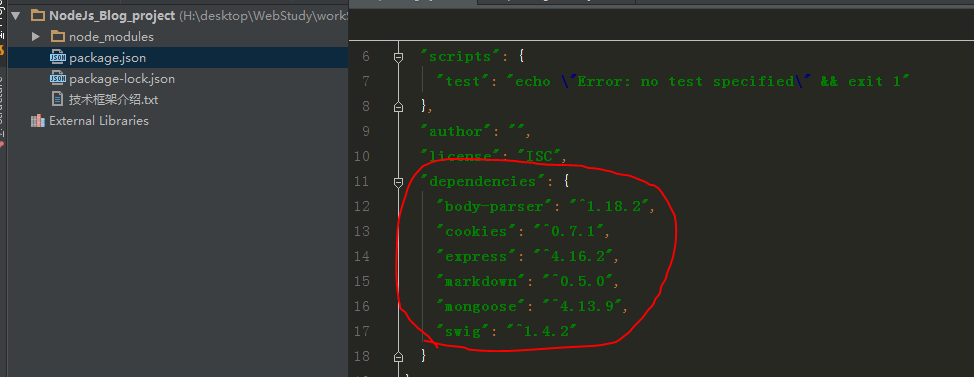 NodeJs_Blog_project (H:\desktop\WebStudy\work
node_modules
package.json
package-lock.json
技术框架介绍.txt
External Libraries
6 "scripts": {
7 "test": "echo \"Error: no test specified\" && exit 1"
8 },
9 "author": "",
10 "license": "ISC",
11 "dependencies": {
12 "body-parser": "^1.18.2",
13 "cookies": "^0.7.1",
14 "express": "^4.16.2",
15 "markdown": "^0.5.0",
16 "mongoose": "^4.13.9",
17 "swig": "^1.4.2"
18 }